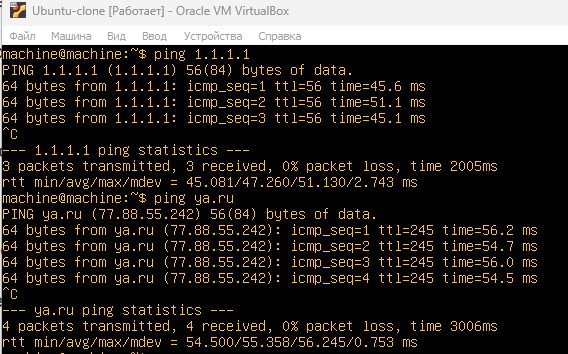 Ubuntu-clone [Работает] - Oracle VM VirtualBox
Файл Машина Вид Ввод Устройства Справка
machine@machine:~$ ping 1.1.1.1
PING 1.1.1.1 (1.1.1.1) 56(84) bytes of data.
64 bytes from 1.1.1.1: icmp_seq=1 ttl=56 time=45.6 ms
64 bytes from 1.1.1.1: icmp_seq=2 ttl=56 time=51.1 ms
64 bytes from 1.1.1.1: icmp_seq=3 ttl=56 time=45.1 ms
^C
--- 1.1.1.1 ping statistics ---
3 packets transmitted, 3 received, 0% packet loss, time 2005ms
rtt min/avg/max/mdev = 45.081/47.260/51.130/2.743 ms
machine@machine:~$ ping ya.ru
PING ya.ru (77.88.55.242) 56(84) bytes of data.
64 bytes from ya.ru (77.88.55.242): icmp_seq=1 ttl=245 time=56.2 ms
64 bytes from ya.ru (77.88.55.242): icmp_seq=2 ttl=245 time=54.7 ms
64 bytes from ya.ru (77.88.55.242): icmp_seq=3 ttl=245 time=56.0 ms
64 bytes from ya.ru (77.88.55.242): icmp_seq=4 ttl=245 time=54.5 ms
^C
--- ya.ru ping statistics ---
4 packets transmitted, 4 received, 0% packet loss, time 3006ms
rtt min/avg/max/mdev = 54.500/55.358/56.245/0.753 ms